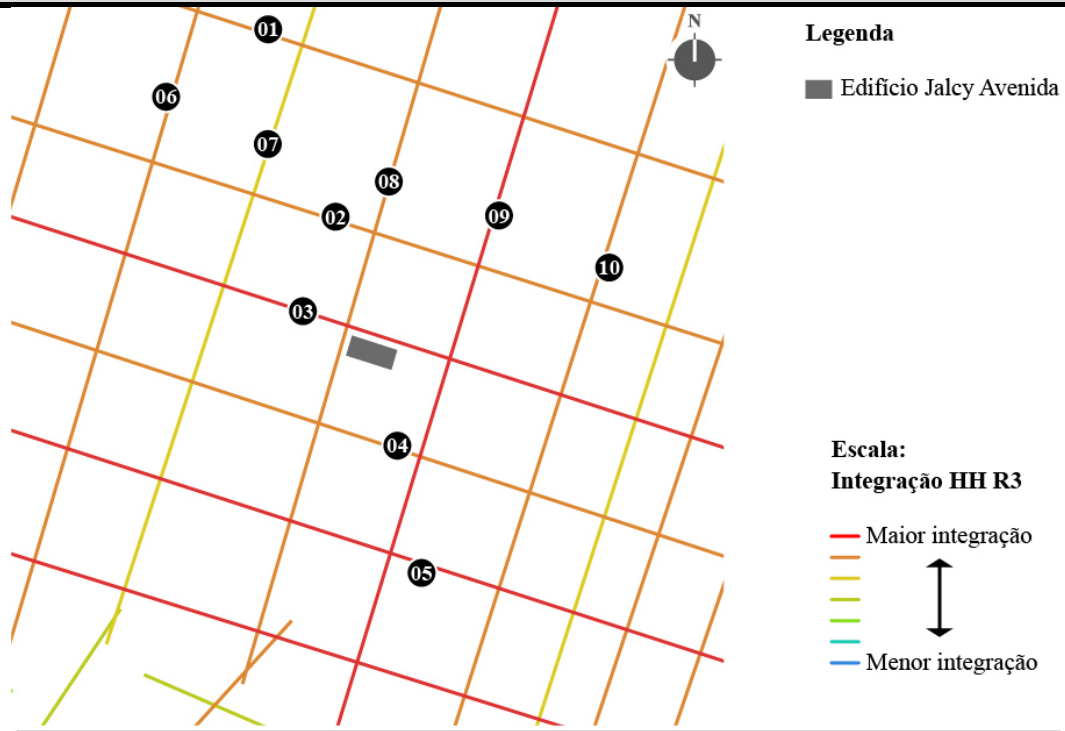 01
N
Legenda
Edifício Jalcy Avenida
06
07
08
02
09
10
03
04
05
Escala:
Integração HH R3
Maior integração
Menor integração